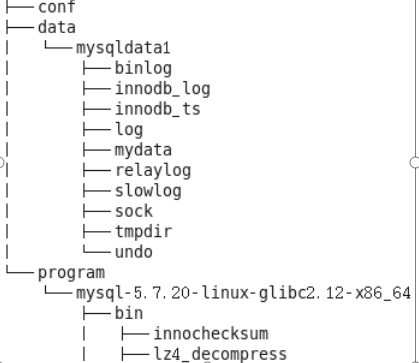 ├── conf
├── data
│   └── mysqldata1
│       ├── binlog
│       ├── innodb_log
│       ├── innodb_ts
│       ├── log
│       ├── mydata
│       ├── relaylog
│       ├── slowlog
│       ├── sock
│       ├── tmpdir
│       └── undo
└── program
    └── mysql-5.7.20-linux-glibc2.12-x86_64
        ├── bin
        │   ├── innochecksum
        │   ├── lz4_decompress